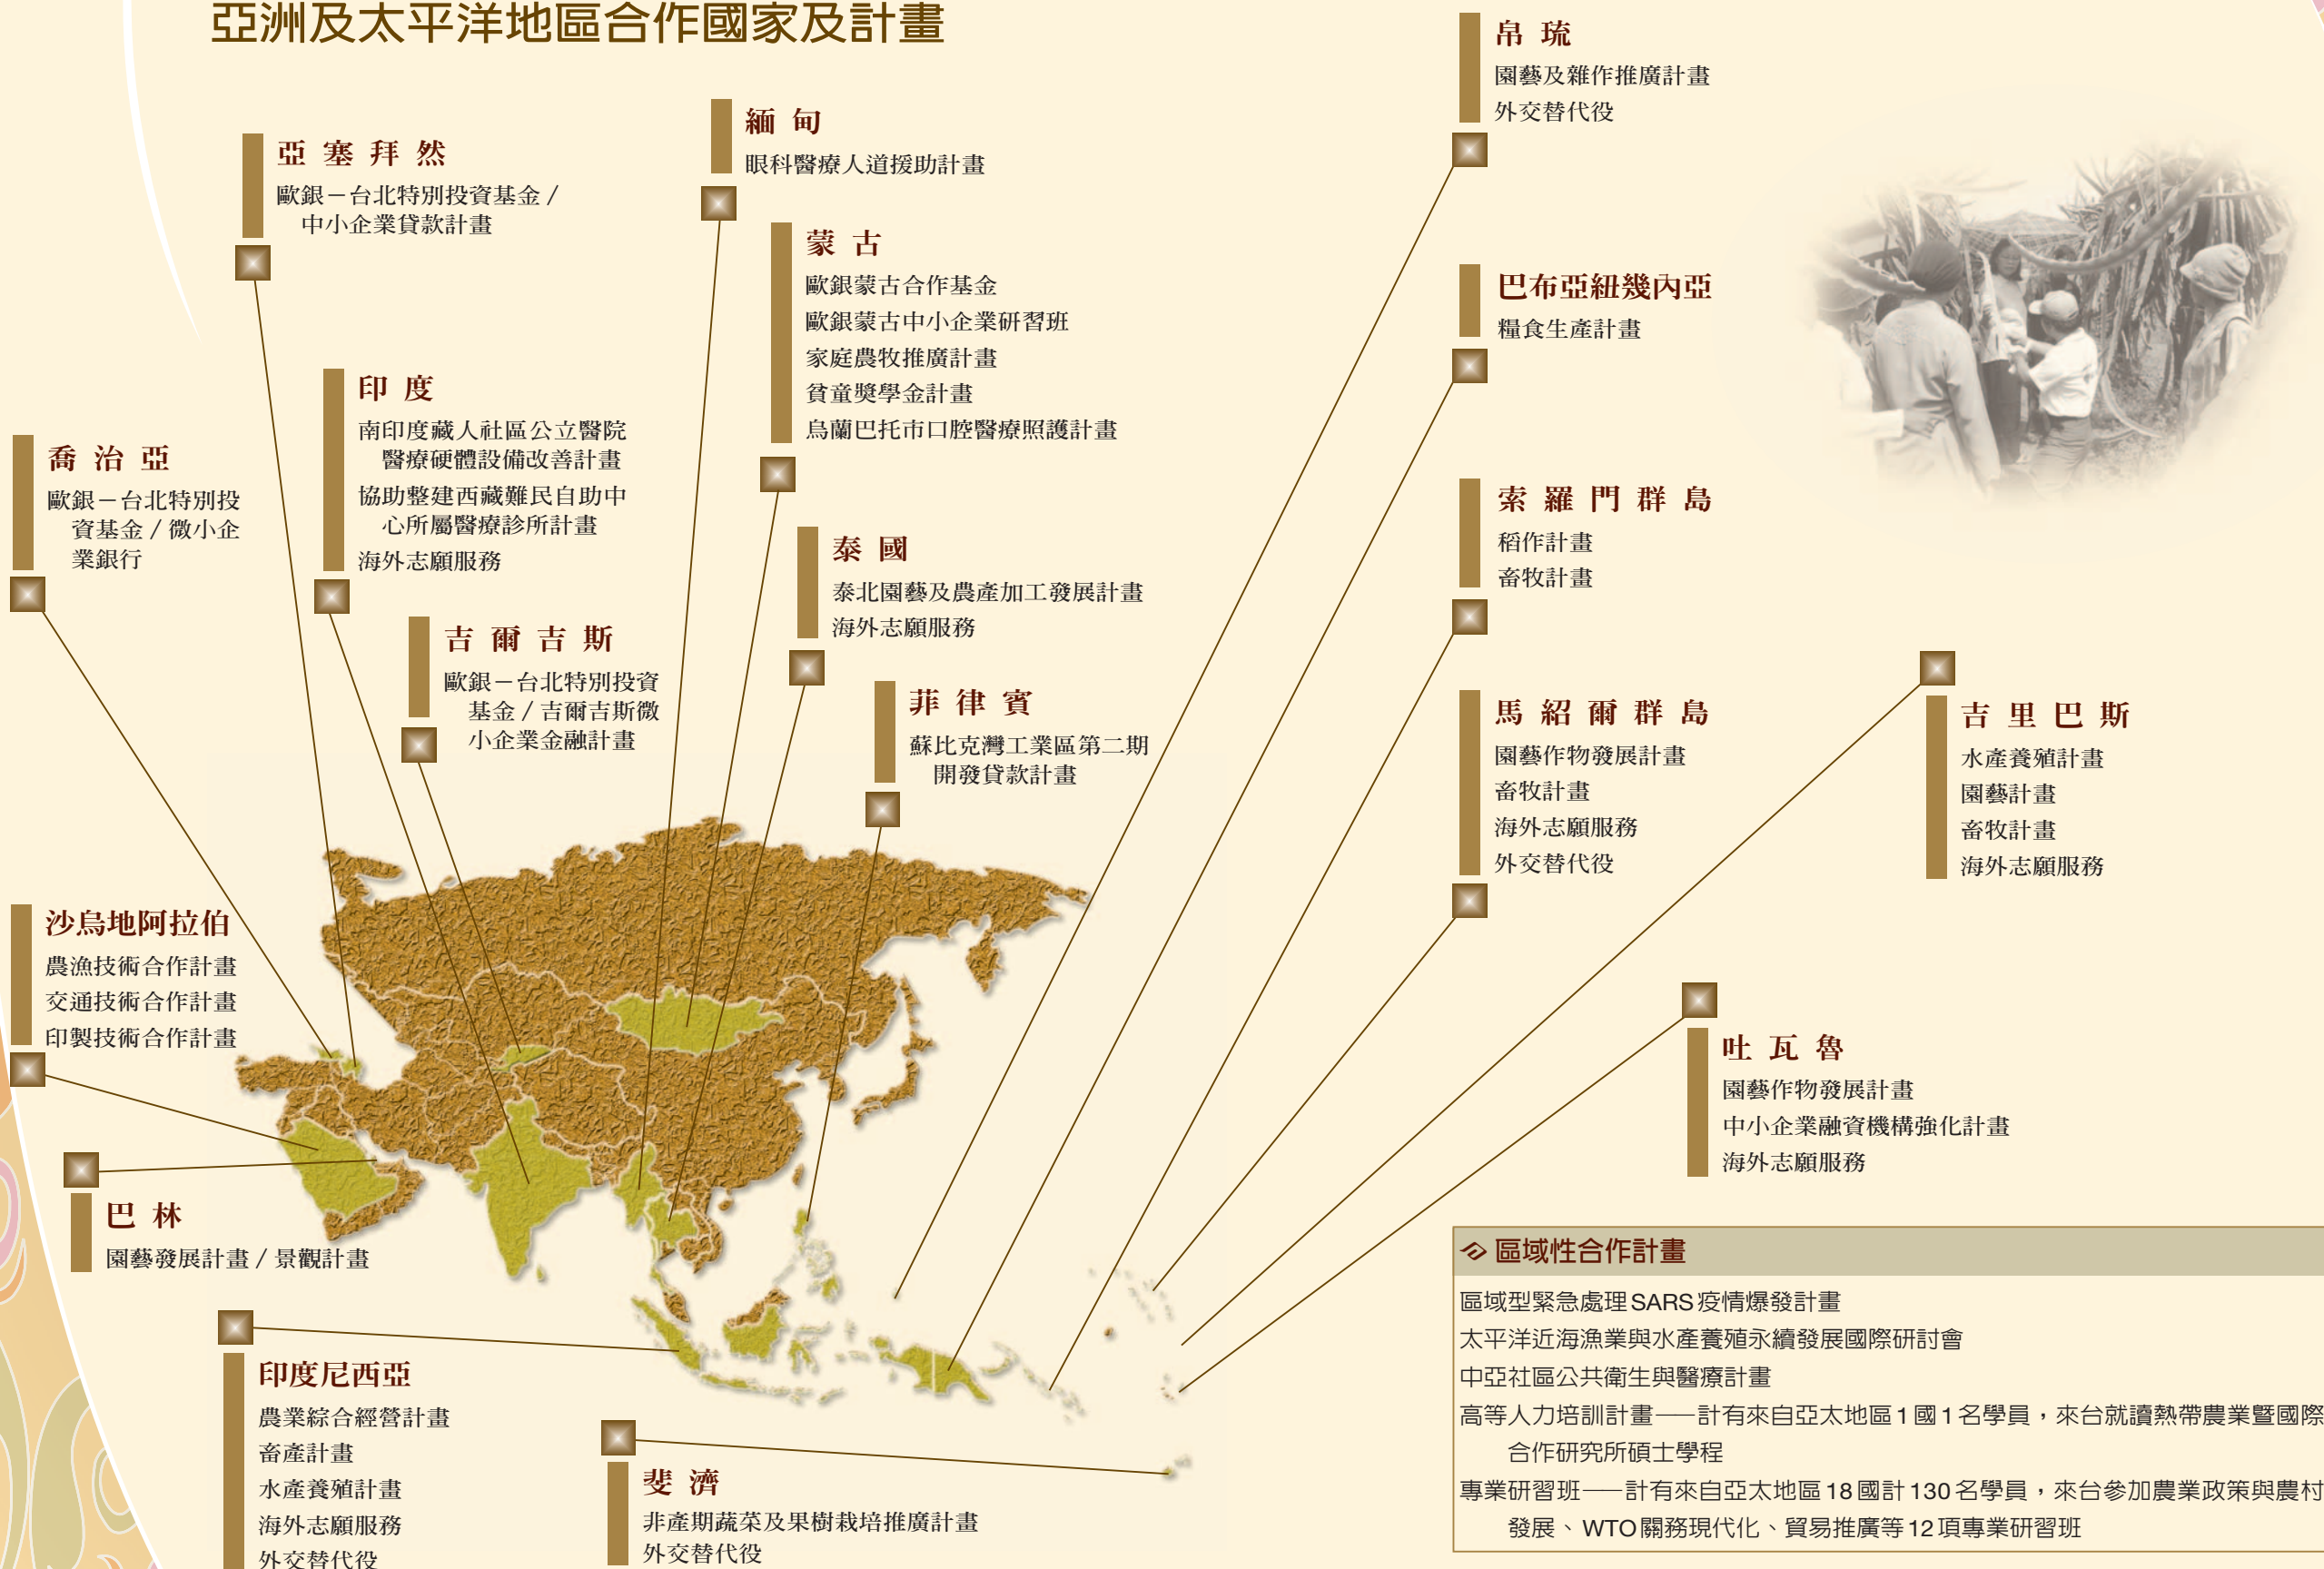 亞洲及太平洋地區合作國家及計畫
亞塞拜然
歐銀－台北特別投資基金 /
中小企業貸款計畫
緬甸
眼科醫療人道援助計畫
蒙古
歐銀蒙古合作基金
歐銀蒙古中小企業研習班
家庭農牧推廣計畫
貧童獎學金計畫
烏蘭巴托市口腔醫療照護計畫
印度
南印度藏人社區公立醫院
醫療硬體設備改善計畫
協助整建西藏難民自助中
心所屬醫療診所計畫
海外志願服務
喬治亞
歐銀－台北特別投
資基金 / 微小企
業銀行
泰國
泰北園藝及農產加工發展計畫
海外志願服務
吉爾吉斯
歐銀－台北特別投資
基金 / 吉爾吉斯微
小企業金融計畫
菲律賓
蘇比克灣工業區第二期
開發貸款計畫
沙烏地阿拉伯
農漁技術合作計畫
交通技術合作計畫
印製技術合作計畫
巴林
園藝發展計畫 / 景觀計畫
印度尼西亞
農業綜合經營計畫
畜產計畫
水產養殖計畫
海外志願服務
外交替代役
斐濟
非產期蔬菜及果樹栽培推廣計畫
外交替代役
帛琉
園藝及雜作推廣計畫
外交替代役
巴布亞紐幾內亞
糧食生產計畫
索羅門群島
稻作計畫
畜牧計畫
馬紹爾群島
園藝作物發展計畫
畜牧計畫
海外志願服務
外交替代役
吉里巴斯
水產養殖計畫
園藝計畫
畜牧計畫
海外志願服務
吐瓦魯
園藝作物發展計畫
中小企業融資機構強化計畫
海外志願服務
區域性合作計畫
區域型緊急處理SARS疫情爆發計畫
太平洋近海漁業與水產養殖永續發展國際研討會
中亞社區公共衛生與醫療計畫
高等人力培訓計畫——計有來自亞太地區1國1名學員，來台就讀熱帶農業暨國際
合作研究所碩士學程
專業研習班——計有來自亞太地區18國計130名學員，來台參加農業政策與農村
發展、WTO關務現代化、貿易推廣等12項專業研習班